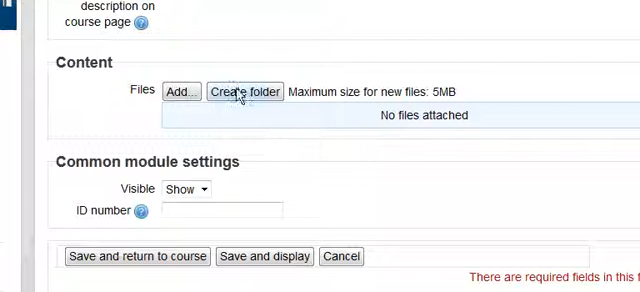 description on
course page
Content
Files Add... Create folder Maximum size for new files: 5MB
No files attached
Common module settings
Visible Show
ID number
Save and return to course Save and display Cancel
There are required fields in this f